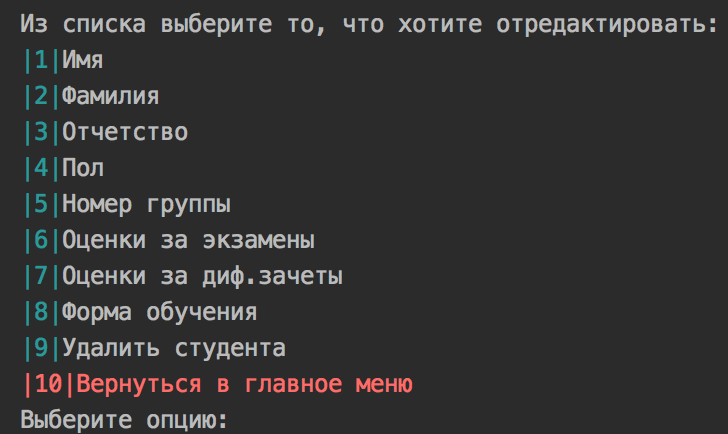 Из списка выберите то, что хотите отредактировать:
|1|Имя
|2|Фамилия
|3|Отчетство
|4|Пол
|5|Номер группы
|6|Оценки за экзамены
|7|Оценки за диф.зачеты
|8|Форма обучения
|9|Удалить студента
|10|Вернуться в главное меню
Выберите опцию: